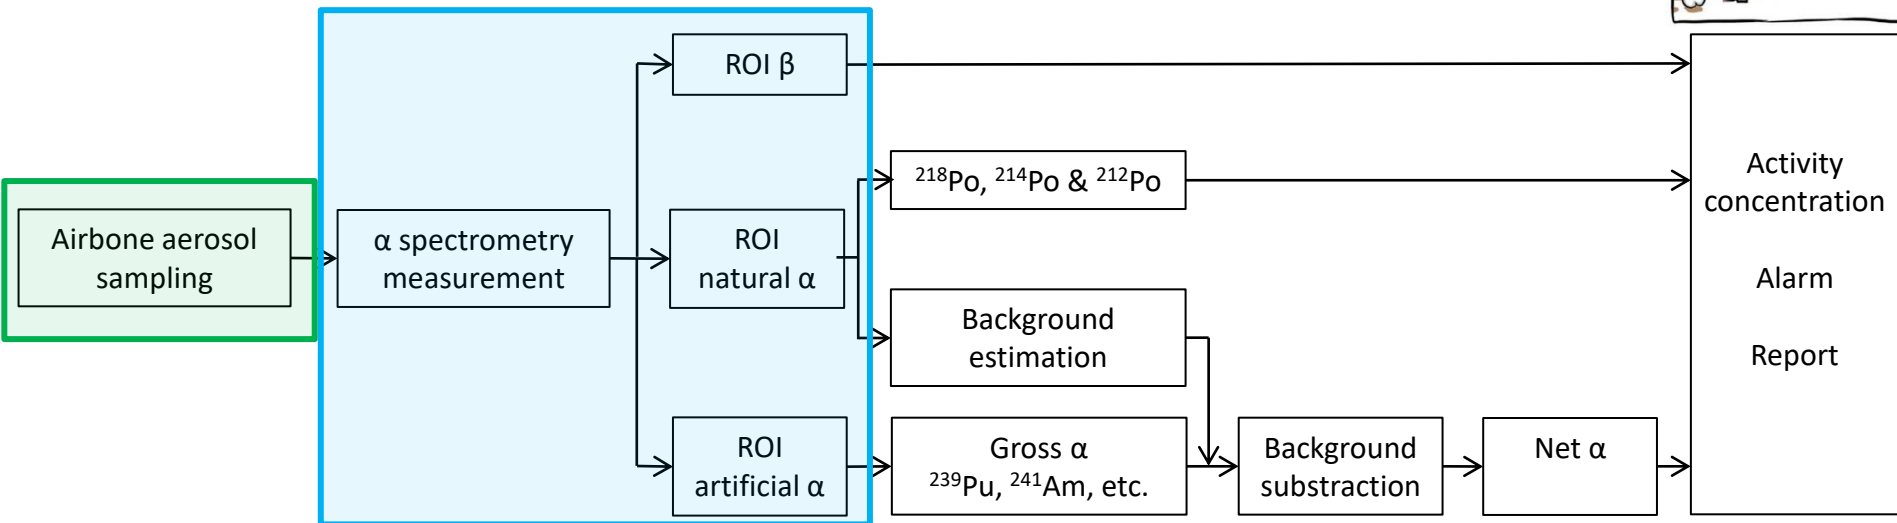 ROI β
²¹⁸Po, ²¹⁴Po & ²¹²Po
Activity
concentration
Alarm
Report
Airbone aerosol
sampling
α spectrometry
measurement
ROI
natural α
Background
estimation
ROI
artificial α
Gross α
²³⁹Pu, ²⁴¹Am, etc.
Background
substraction
Net α